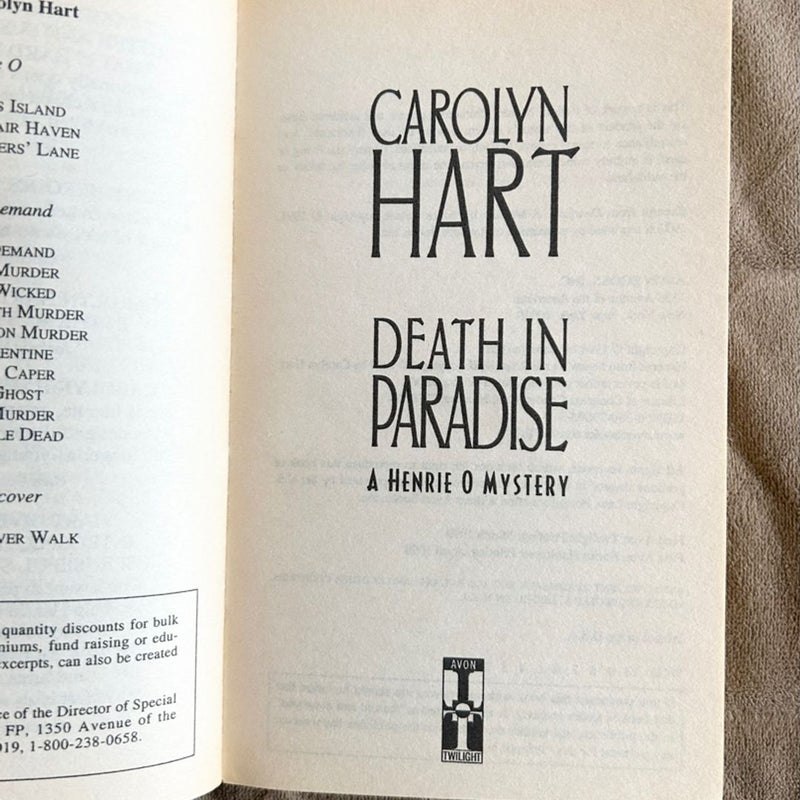 olyn Hart
O
ISLAND
AIR HAVEN
ERS' LANE
emand
DEMAND
MURDER
WICKED
TH MURDER
ON MURDER
ENTINE
CAPER
GHOST
MURDER
LE DEAD
cover
VER WALK
quantity discounts for bulk
niums, fund raising or edu-
excerpts, can also be created
ce of the Director of Special
FP, 1350 Avenue of the
019, 1-800-238-0658.
CAROLYN
HART
DEATH IN
PARADISE
A HENRIE O MYSTERY
AVON
TWILIGHT